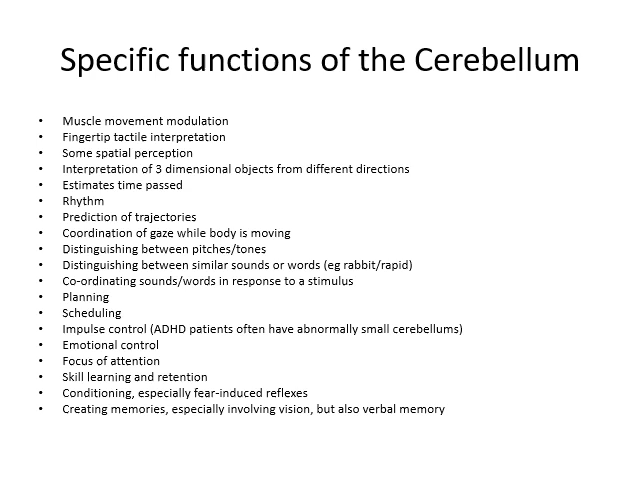 Specific functions of the Cerebellum
• Muscle movement modulation
• Fingertip tactile interpretation
• Some spatial perception
• Interpretation of 3 dimensional objects from different directions
• Estimates time passed
• Rhythm
• Prediction of trajectories
• Coordination of gaze while body is moving
• Distinguishing between pitches/tones
• Distinguishing between similar sounds or words (eg rabbit/rapid)
• Co-ordinating sounds/words in response to a stimulus
• Planning
• Scheduling
• Impulse control (ADHD patients often have abnormally small cerebellums)
• Emotional control
• Focus of attention
• Skill learning and retention
• Conditioning, especially fear-induced reflexes
• Creating memories, especially involving vision, but also verbal memory